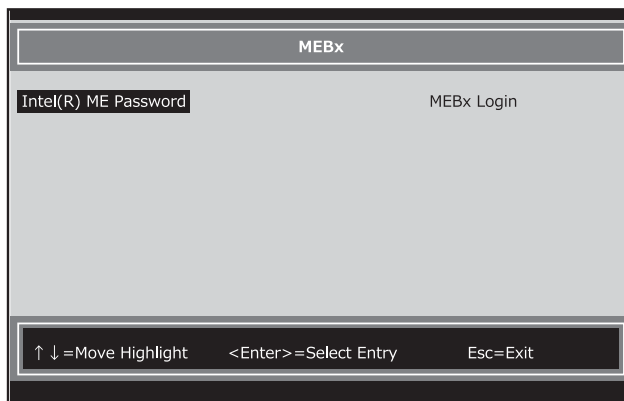 MEBx
Intel(R) ME Password MEBx Login
↑↓=Move Highlight <Enter>=Select Entry Esc=Exit